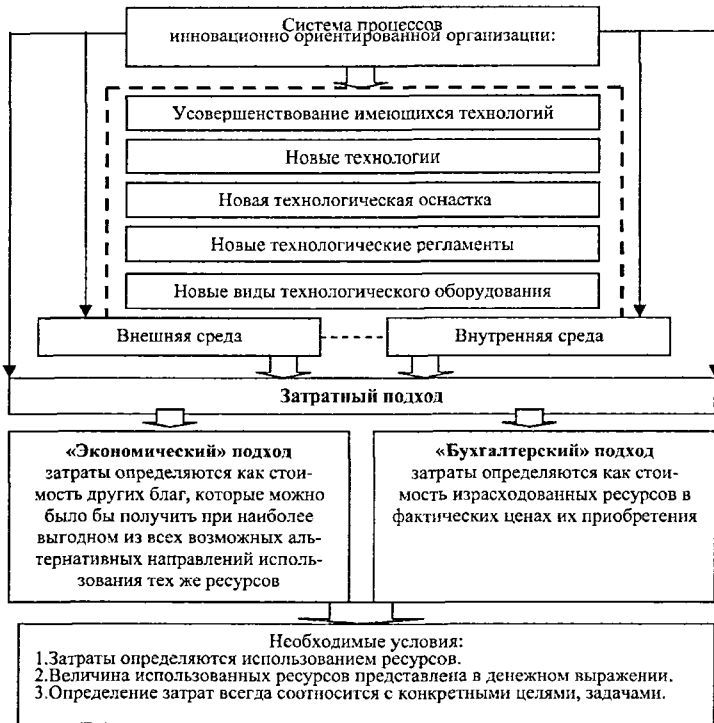 Система процессов
инновационно ориентированной организации:
Усовершенствование имеющихся технологий
Новые технологии
Новая технологическая оснастка
Новые технологические регламенты
Новые виды технологического оборудования
Внешняя среда
Внутренняя среда
Затратный подход
«Экономический» подход
затраты определяются как стои-
мость других благ, которые можно
было бы получить при наиболее
выгодном из всех возможных аль-
тернативных направлений исполь-
зования тех же ресурсов
«Бухгалтерский» подход
затраты определяются как стои-
мость израсходованных ресурсов в
фактических ценах их приобретения
Необходимые условия:
1.Затраты определяются использованием ресурсов.
2.Величина использованных ресурсов представлена в денежном выражении.
3.Определение затрат всегда соотносится с конкретными целями, задачами.